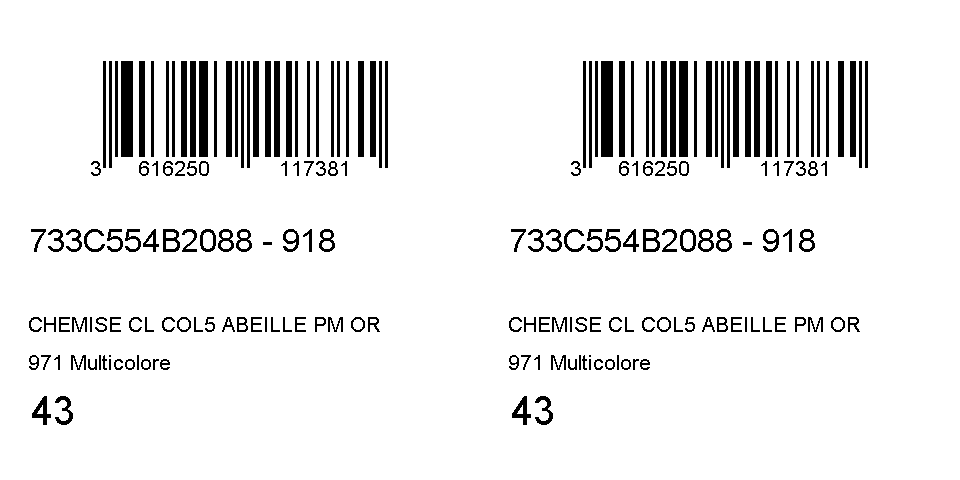 3 616250 117381
733C554B2088 - 918
CHEMISE CL COL5 ABEILLE PM OR
971 Multicolore
43
3 616250 117381
733C554B2088 - 918
CHEMISE CL COL5 ABEILLE PM OR
971 Multicolore
43